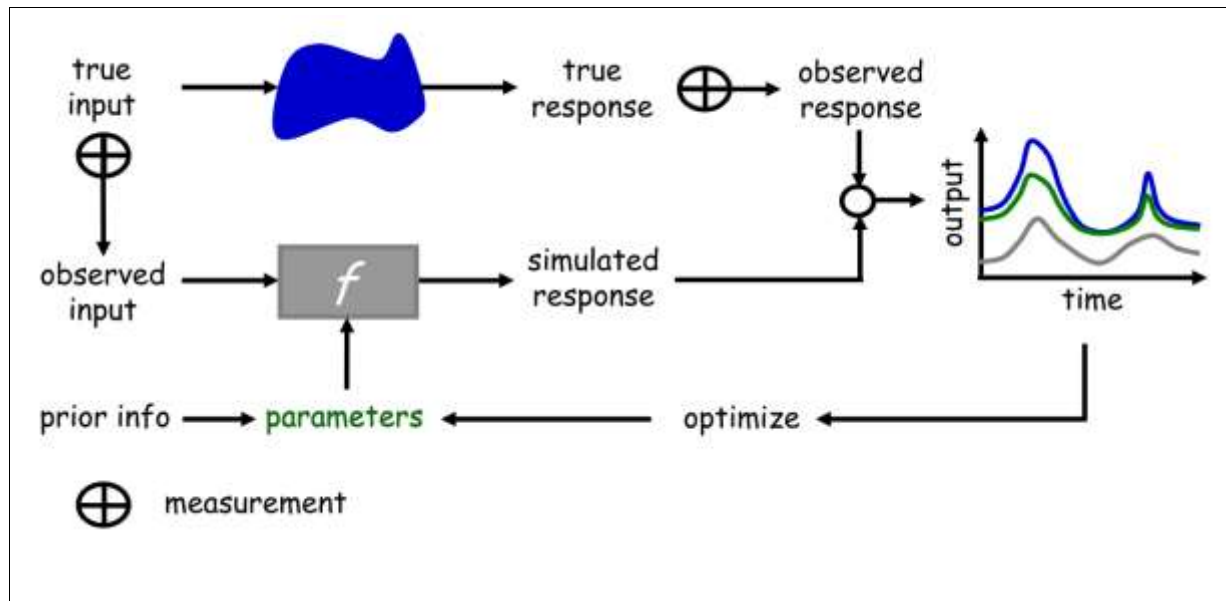 true
input
true
response
observed
response
output
time
observed
input
f
simulated
response
prior info
parameters
optimize
measurement